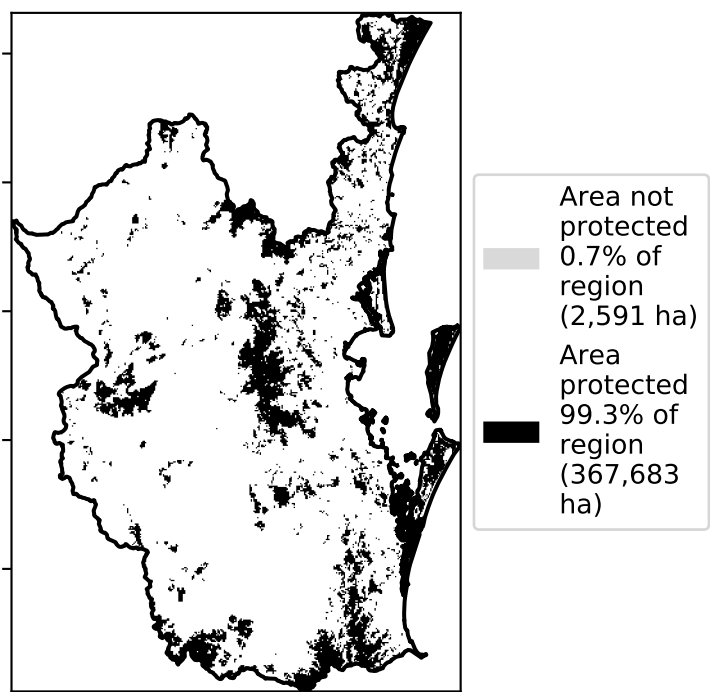 Area not
protected
0.7% of
region
(2,591 ha)
Area
protected
99.3% of
region
(367,683
ha)